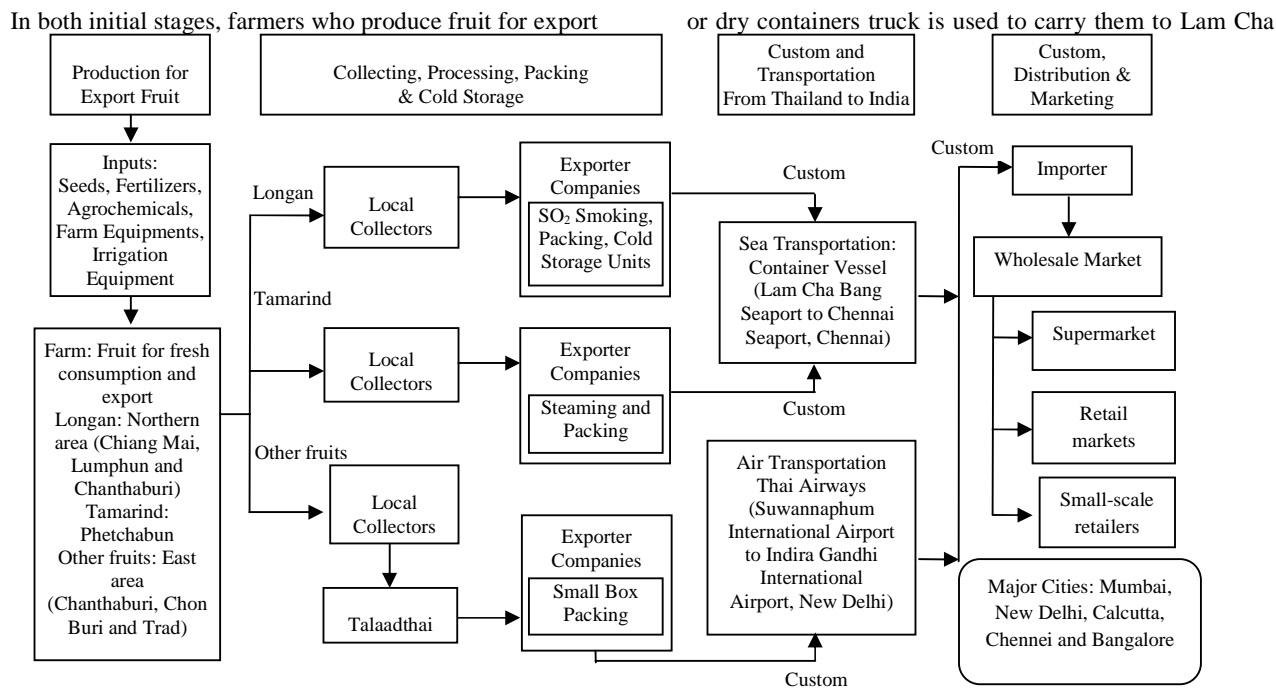 In both initial stages, farmers who produce fruit for export
or dry containers truck is used to carry them to Lam Cha
Production for
Export Fruit
Collecting, Processing, Packing
& Cold Storage
Custom and
Transportation
From Thailand to India
Custom,
Distribution &
Marketing
Inputs:
Seeds, Fertilizers,
Agrochemicals,
Farm Equipments,
Irrigation
Equipment
Farm: Fruit for fresh
consumption and
export
Longan: Northern
area (Chiang Mai,
Lumphun and
Chanthaburi)
Tamarind:
Phetchabun
Other fruits: East
area
(Chanthaburi, Chon
Buri and Trad)
Longan
Local
Collectors
Exporter
Companies
SO₂ Smoking,
Packing, Cold
Storage Units
Custom
Tamarind
Local
Collectors
Exporter
Companies
Steaming and
Packing
Custom
Other fruits
Local
Collectors
Talaadthai
Exporter
Companies
Small Box
Packing
Custom
Sea Transportation:
Container Vessel
(Lam Cha Bang
Seaport to Chennai
Seaport, Chennai)
Air Transportation
Thai Airways
(Suwannaphum
International Airport
to Indira Gandhi
International
Airport, New Delhi)
Custom
Importer
Wholesale Market
Supermarket
Retail
markets
Small-scale
retailers
Major Cities: Mumbai,
New Delhi, Calcutta,
Chennei and Bangalore